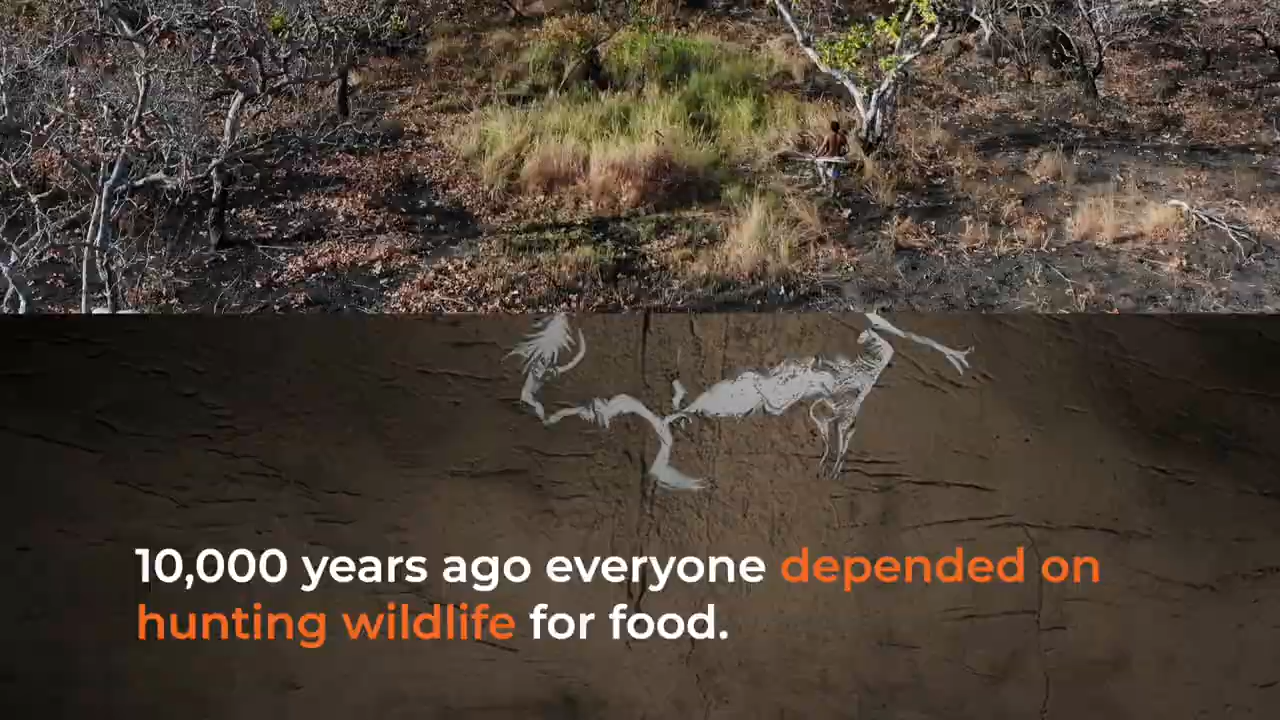 10,000 years ago everyone depended on
hunting wildlife for food.